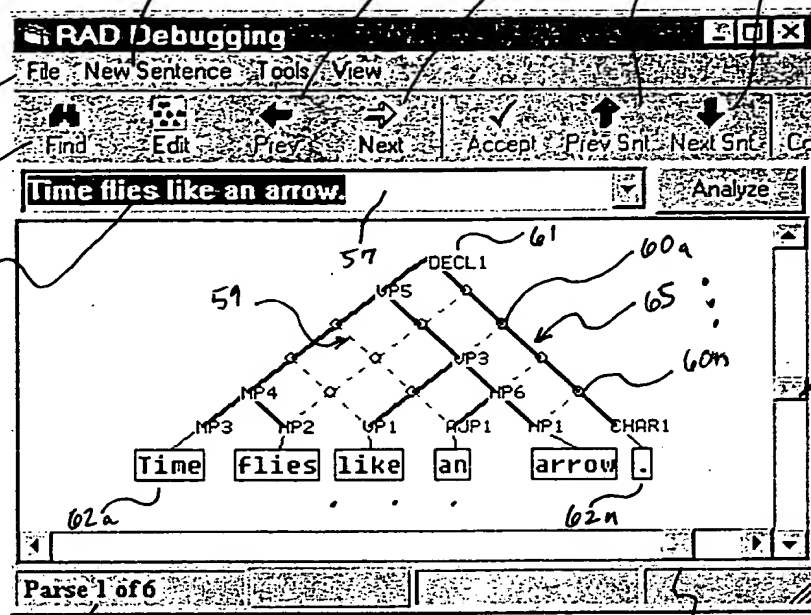 RAD Debugging
File New Sentence Tools View
Find Edit Prev Next Accept Prev Snt Next Snt
Time flies like an arrow. Analyze
57 61 60a
DECL1
59 VP5 65
60n
VP3
NP4 NP6
NP3 NP2 VP1 AJP1 NP1 CHAR1
Time flies like an arrow .
62a . . . 62n
Parse 1 of 6